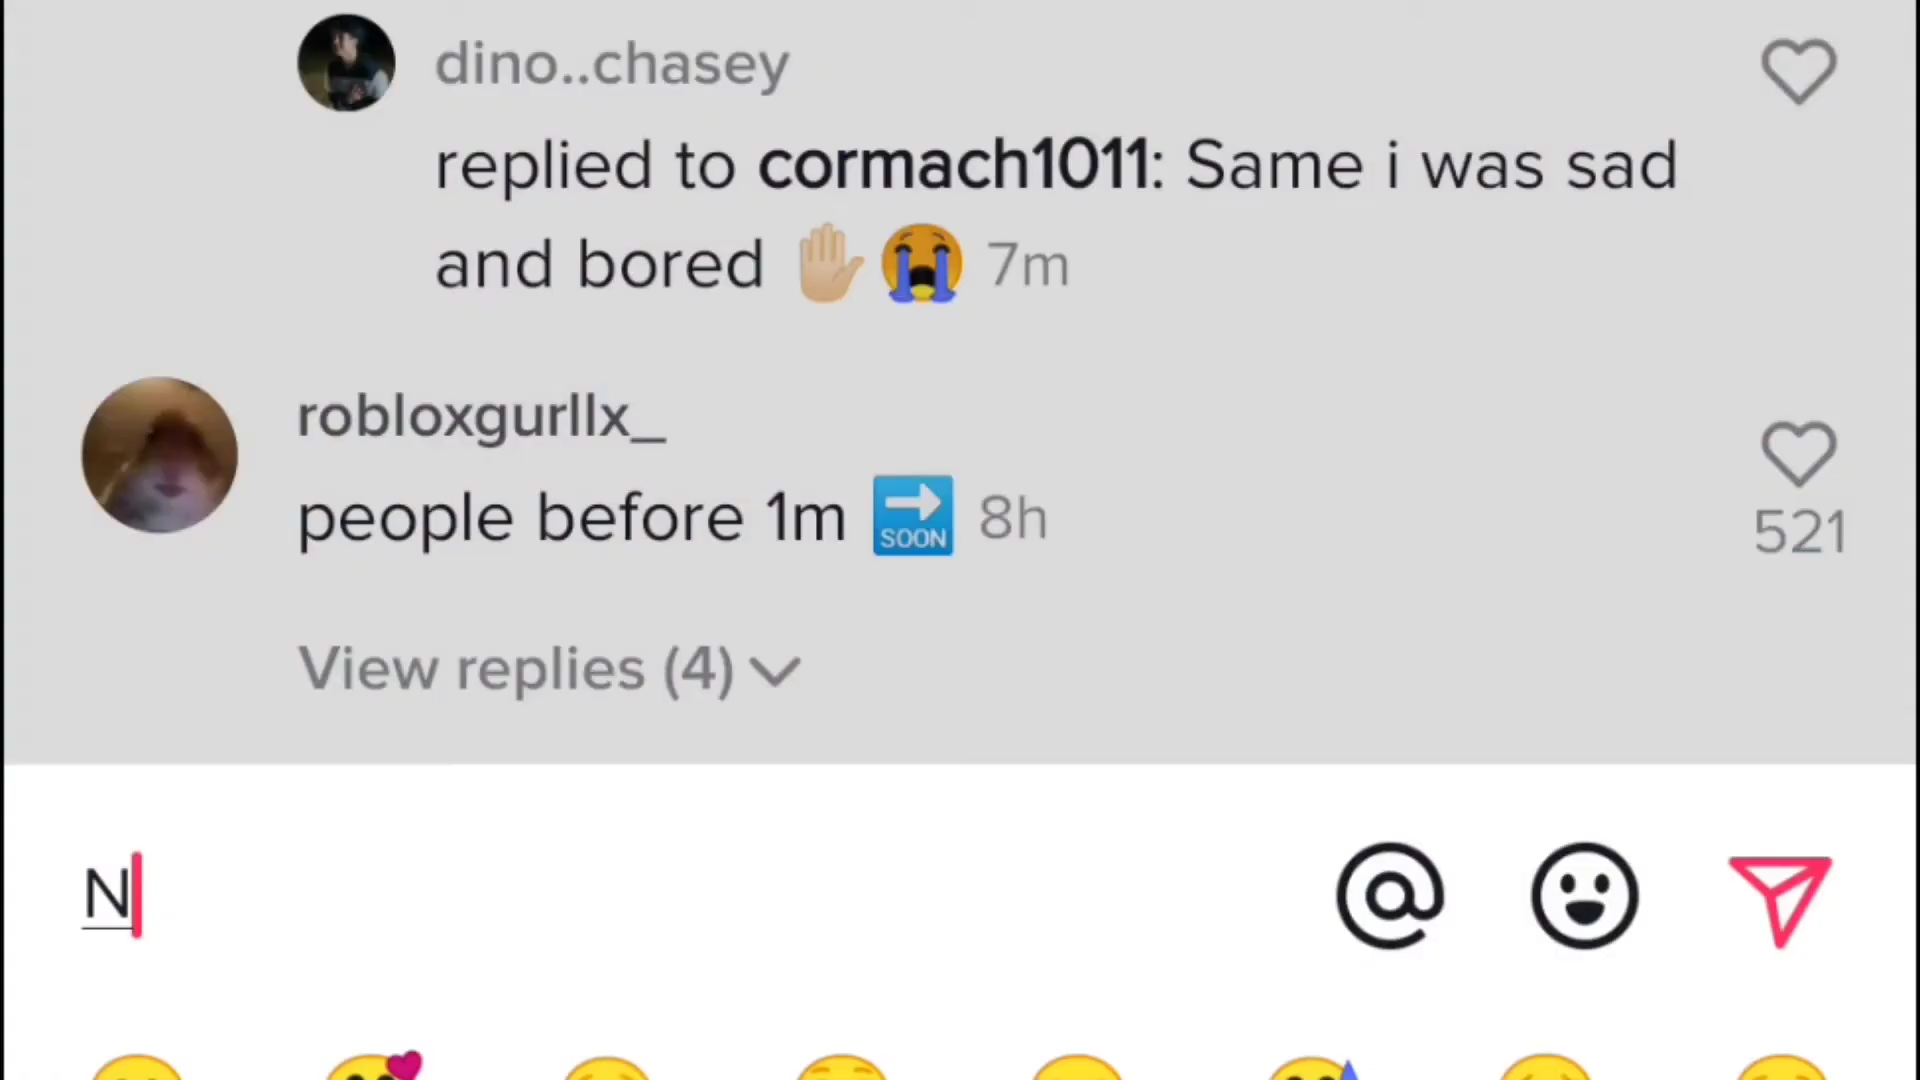 dino..chasey
replied to cormach1011: Same i was sad
and bored 🤚🏼😭 7m
robloxgurllx_
people before 1m 🔜 8h
521
View replies (4)
N